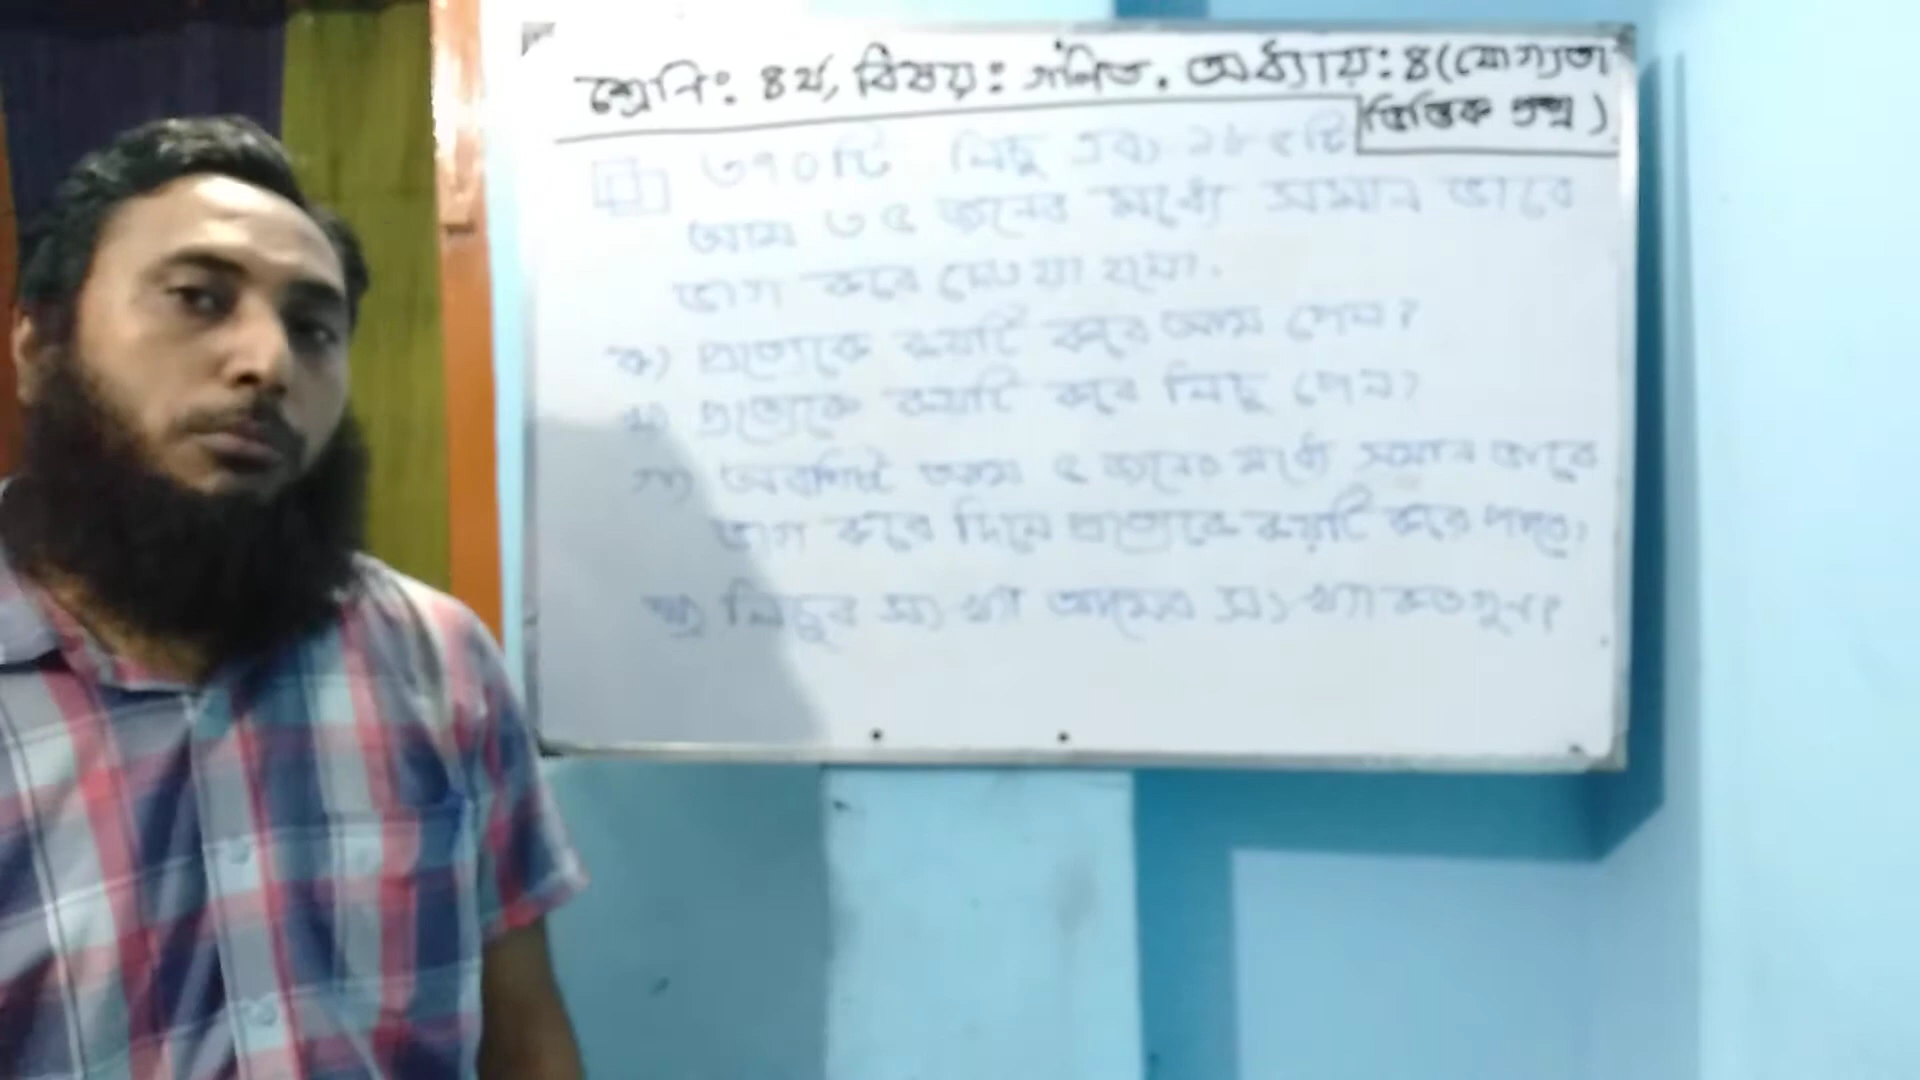 শ্রেণি: ৪র্থ, বিষয়: গণিত. অধ্যায়: ৪ (যোগ্যতা
ভিত্তিক প্রশ্ন)
৩৭০টি লিচু এবং ১৮৫টি
আম ৩৫ জনের মধ্যে সমান ভাবে
ভাগ করে দেওয়া হলো.
ক) প্রত্যেকে কয়টি করে আম পেল?
খ) প্রত্যেকে কয়টি করে লিচু পেল?
গ) অবশিষ্ট আম ৫ জনের মধ্যে সমান ভাবে
ভাগ করে দিলে প্রত্যেকে কয়টি করে পাবে?
ঘ) লিচুর সংখ্যা আমের সংখ্যার কতগুণ?